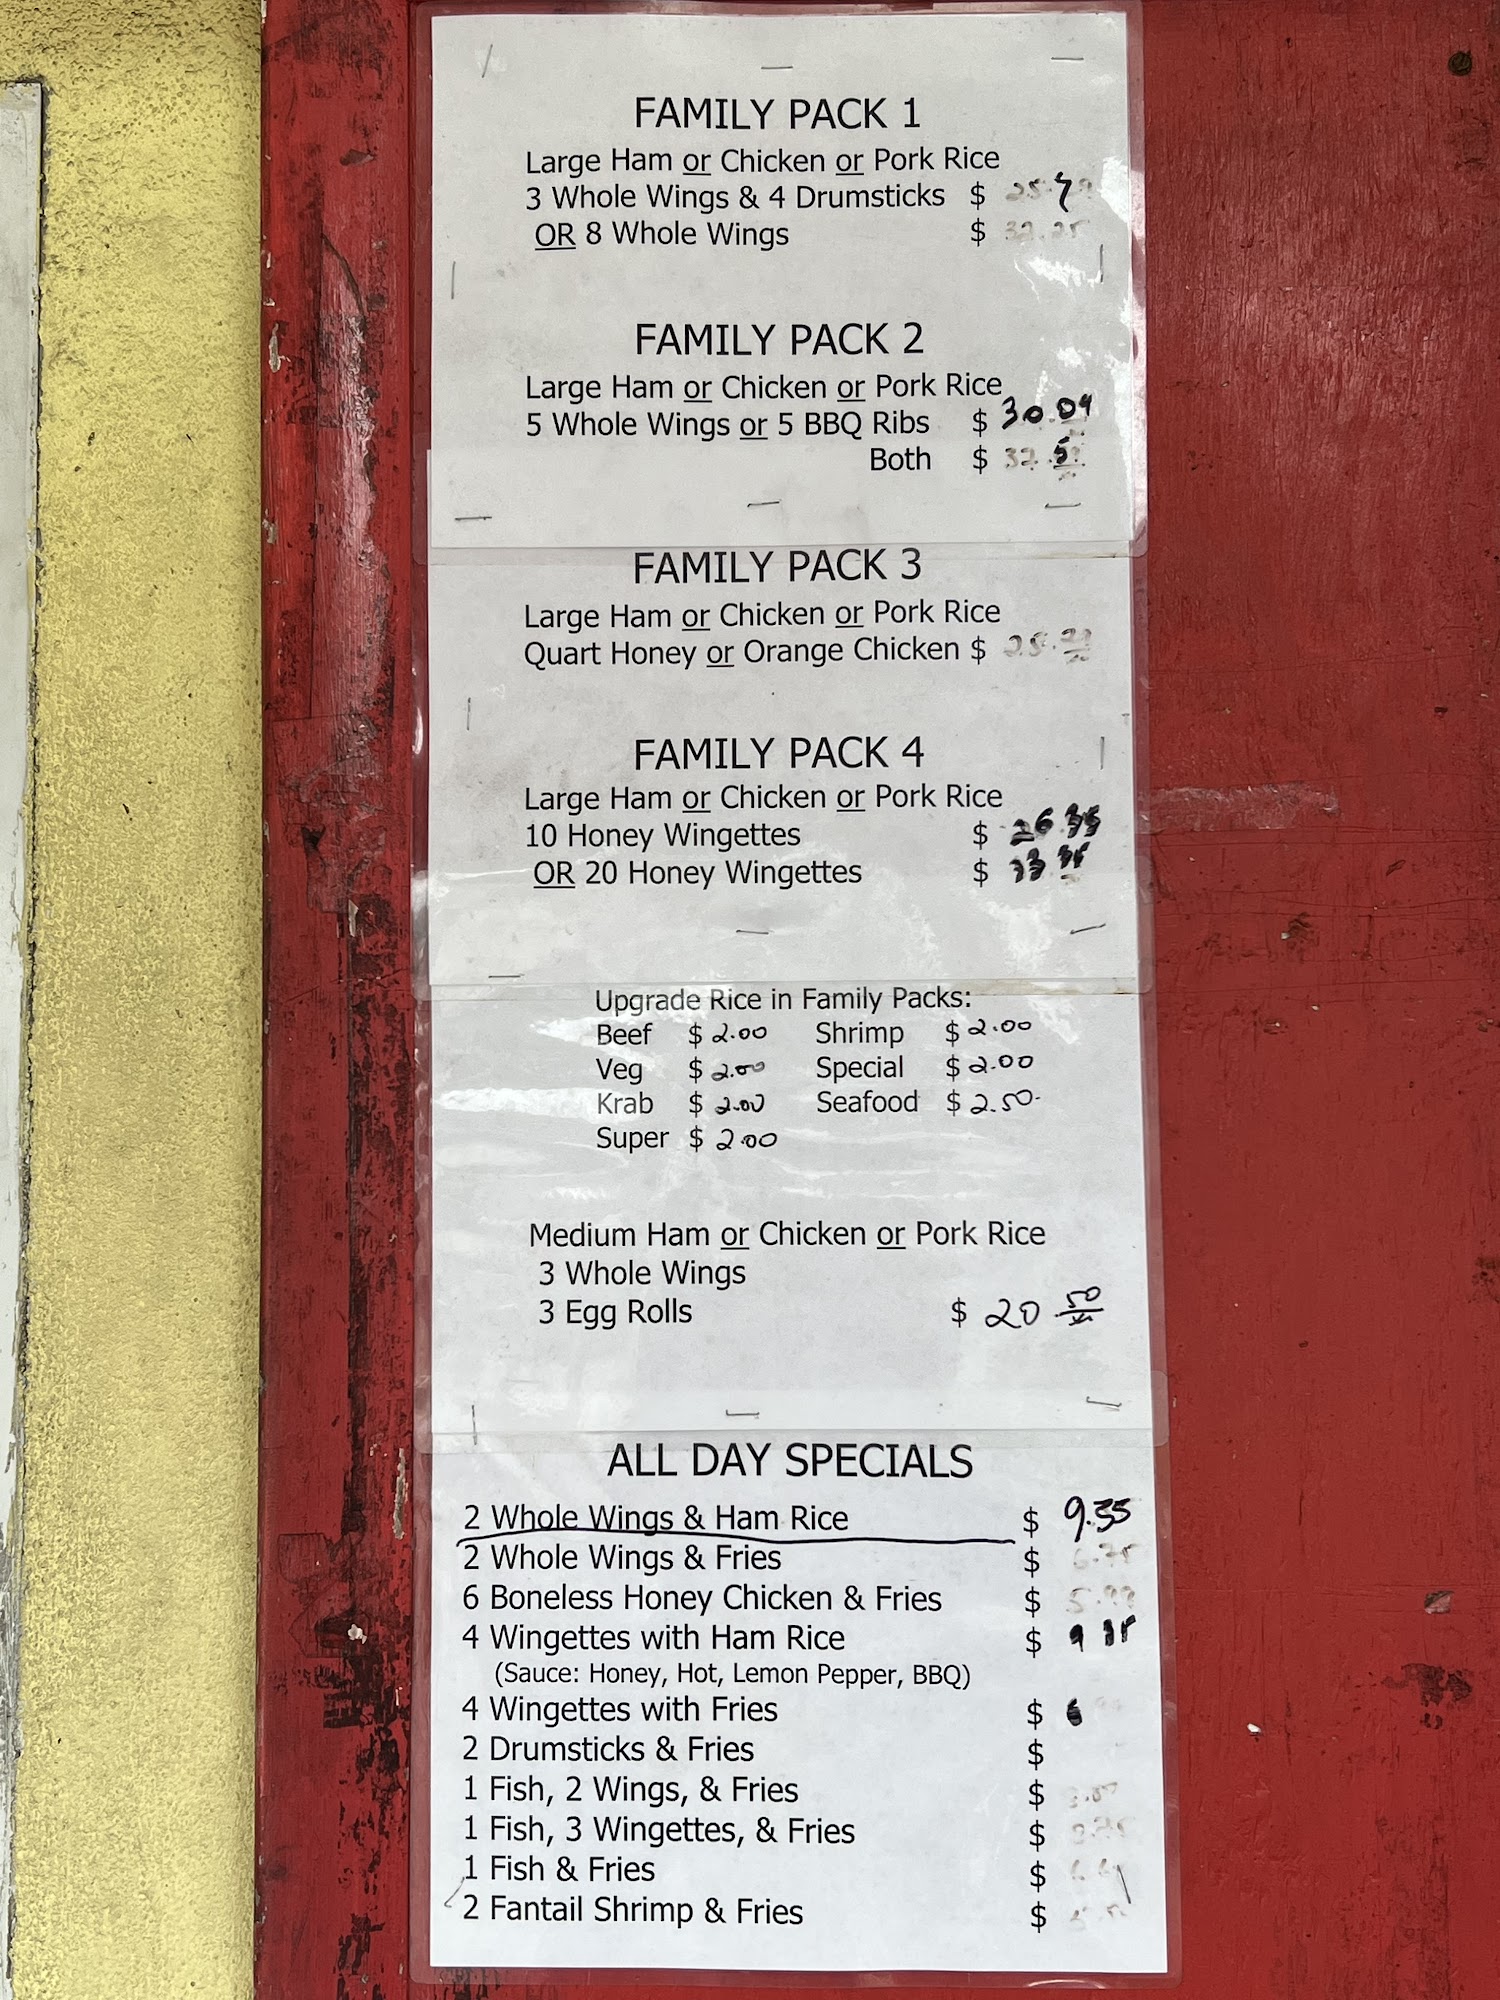 FAMILY PACK 1
Large Ham or Chicken or Pork Rice
3 Whole Wings & 4 Drumsticks $
OR 8 Whole Wings $ 32.25
FAMILY PACK 2
Large Ham or Chicken or Pork Rice
5 Whole Wings or 5 BBQ Ribs $ 30.09
Both $
FAMILY PACK 3
Large Ham or Chicken or Pork Rice
Quart Honey or Orange Chicken $
FAMILY PACK 4
Large Ham or Chicken or Pork Rice
10 Honey Wingettes $ 26.35
OR 20 Honey Wingettes $
Upgrade Rice in Family Packs:
Beef $ 2.00 Shrimp $ 2.00
Veg $ 2.00 Special $ 2.00
Krab $ 2.00 Seafood $ 2.50
Super $ 2.00
Medium Ham or Chicken or Pork Rice
3 Whole Wings
3 Egg Rolls $ 20.50
ALL DAY SPECIALS
2 Whole Wings & Ham Rice $ 9.35
2 Whole Wings & Fries $
6 Boneless Honey Chicken & Fries $ 5.99
4 Wingettes with Ham Rice $
(Sauce: Honey, Hot, Lemon Pepper, BBQ)
4 Wingettes with Fries $
2 Drumsticks & Fries $
1 Fish, 2 Wings, & Fries $
1 Fish, 3 Wingettes, & Fries $
1 Fish & Fries $
2 Fantail Shrimp & Fries $